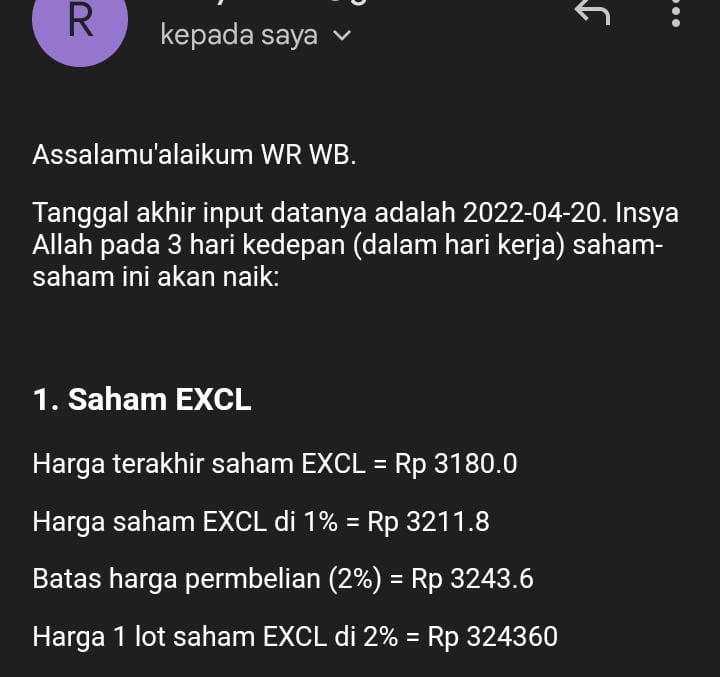 R
kepada saya
Assalamu'alaikum WR WB.
Tanggal akhir input datanya adalah 2022-04-20. Insya
Allah pada 3 hari kedepan (dalam hari kerja) saham-
saham ini akan naik:
1. Saham EXCL
Harga terakhir saham EXCL = Rp 3180.0
Harga saham EXCL di 1% = Rp 3211.8
Batas harga permbelian (2%) = Rp 3243.6
Harga 1 lot saham EXCL di 2% = Rp 324360